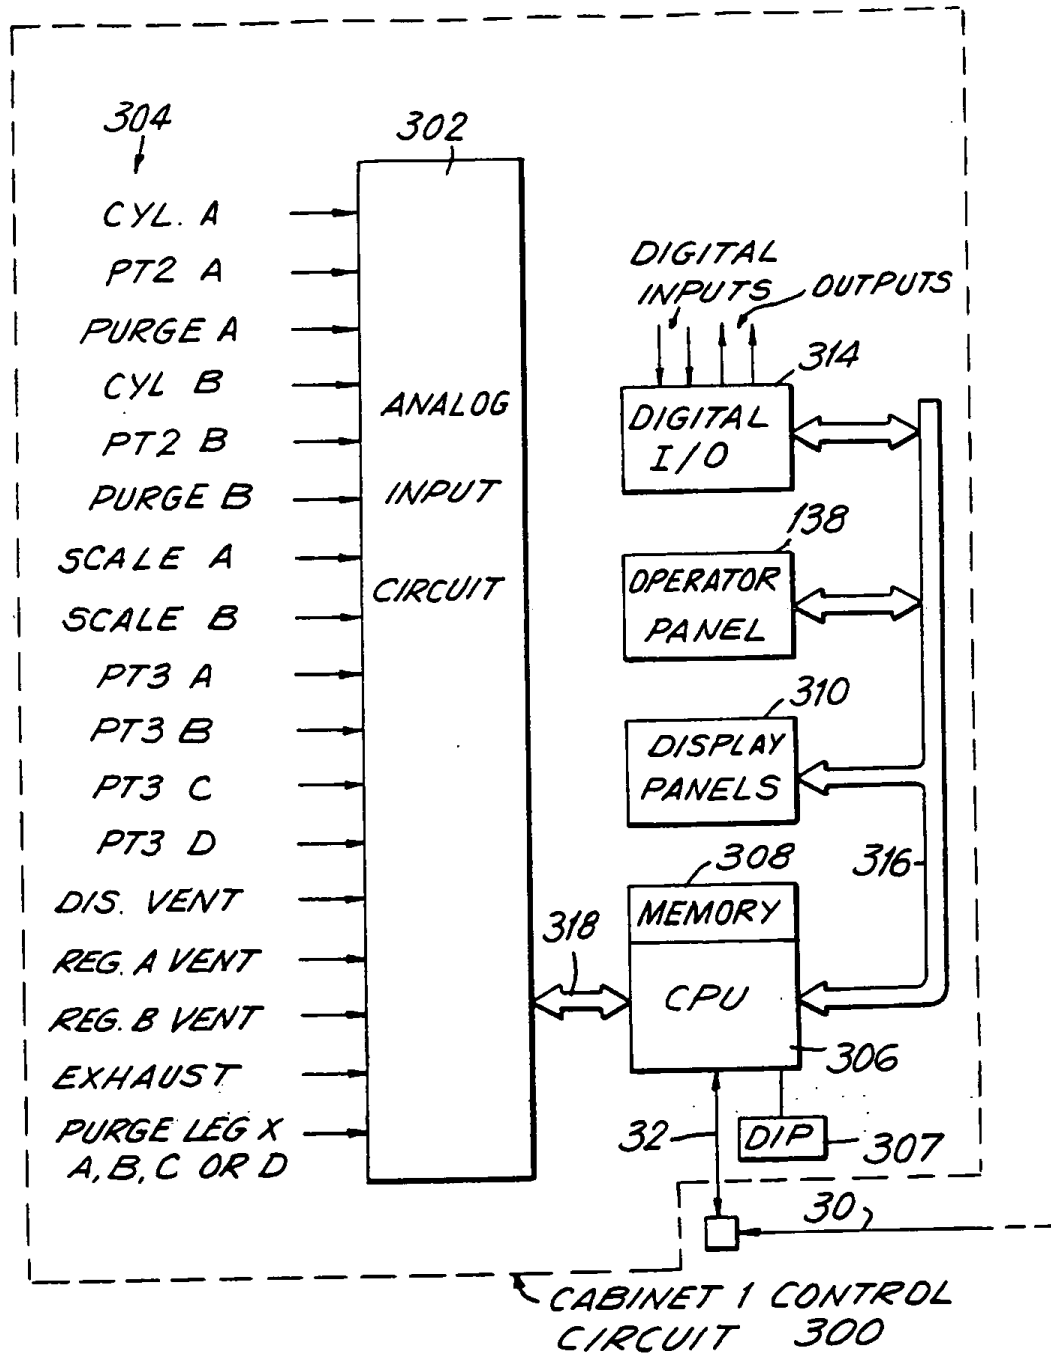 304
302
CYL. A
PT2 A
PURGE A
CYL B
PT2 B
PURGE B
SCALE A
SCALE B
PT3 A
PT3 B
PT3 C
PT3 D
DIS. VENT
REG. A VENT
REG. B VENT
EXHAUST
PURGE LEG X
A, B, C OR D
ANALOG
INPUT
CIRCUIT
DIGITAL
INPUTS
OUTPUTS
314
DIGITAL
I/O
138
OPERATOR
PANEL
310
DISPLAY
PANELS
316
308
MEMORY
318
CPU
306
32
DIP
307
30
CABINET 1 CONTROL
CIRCUIT 300